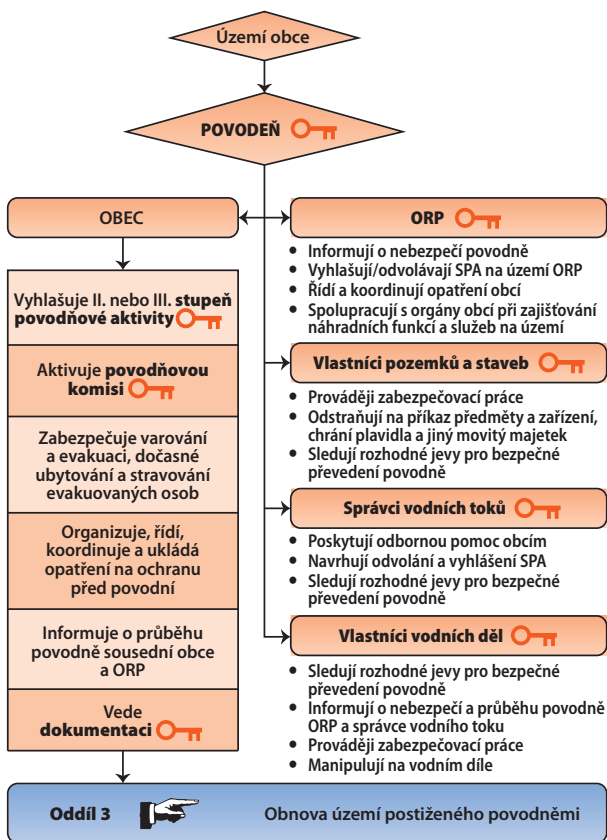 Území obce
POVODEŇ
OBEC
Vyhlašuje II. nebo III. stupeň
povodňové aktivity
Aktivuje povodňovou
komisi
Zabezpečuje varování
a evakuaci, dočasné
ubytování a stravování
evakuovaných osob
Organizuje, řídí,
koordinuje a ukládá
opatření na ochranu
před povodní
Informuje o průběhu
povodně sousední obce
a ORP
Vede
dokumentaci
ORP
• Informují o nebezpečí povodně
• Vyhlašují/odvolávají SPA na území ORP
• Řídí a koordinují opatření obcí
• Spolupracují s orgány obcí při zajišťování
náhradních funkcí a služeb na území
Vlastníci pozemků a staveb
• Prováději zabezpečovací práce
• Odstraňují na příkaz předměty a zařízení,
chrání plavidla a jiný movitý majetek
• Sledují rozhodné jevy pro bezpečné
převedení povodně
Správci vodních toků
• Poskytují odbornou pomoc obcím
• Navrhují odvolání a vyhlášení SPA
• Sledují rozhodné jevy pro bezpečné
převedení povodně
Vlastníci vodních děl
• Sledují rozhodné jevy pro bezpečné
převedení povodně
• Informují o nebezpečí a průběhu povodně
ORP a správce vodního toku
• Prováději zabezpečovací práce
• Manipulují na vodním díle
Oddíl 3 Obnova území postiženého povodněmi